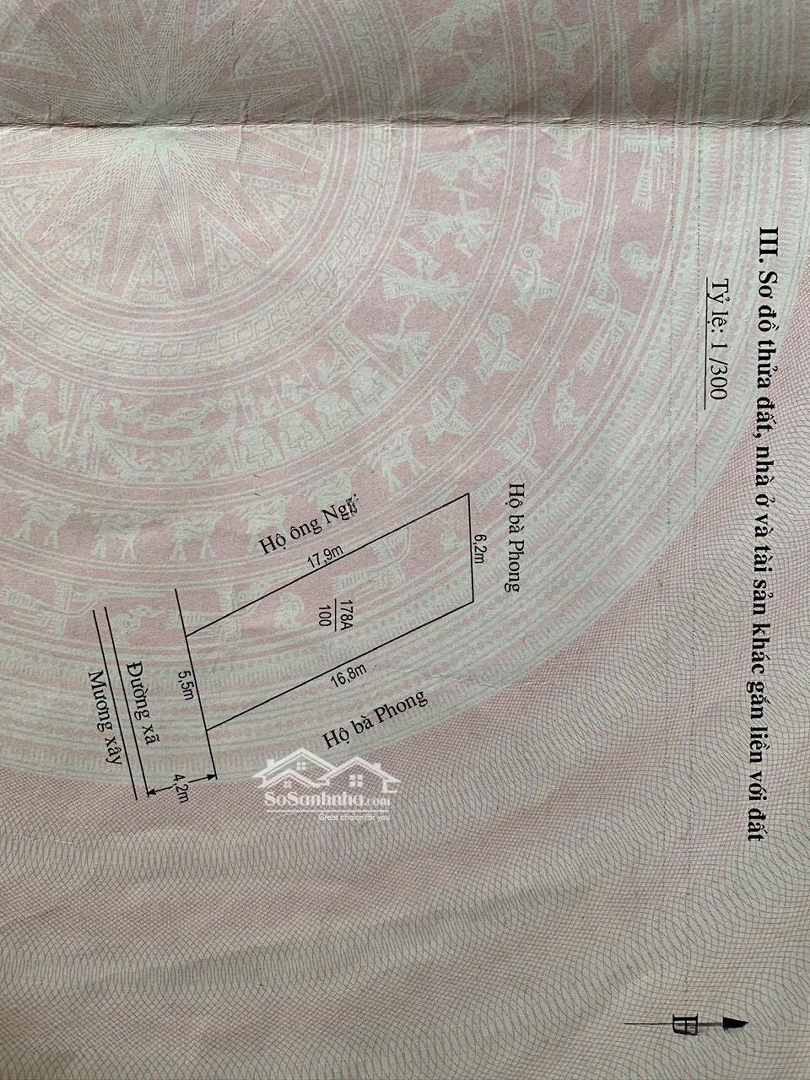 III. Sơ đồ thửa đất, nhà ở và tài sản khác gắn liền với đất
Tỷ lệ: 1 /300
Hộ bà Phong
6,2m
Hộ ông
17,9m
178A
100
16,8m
Hộ bà Phong
5,5m
Đường xã
4,2m
Mương xây
SoSanhnha.com
Great choice for you